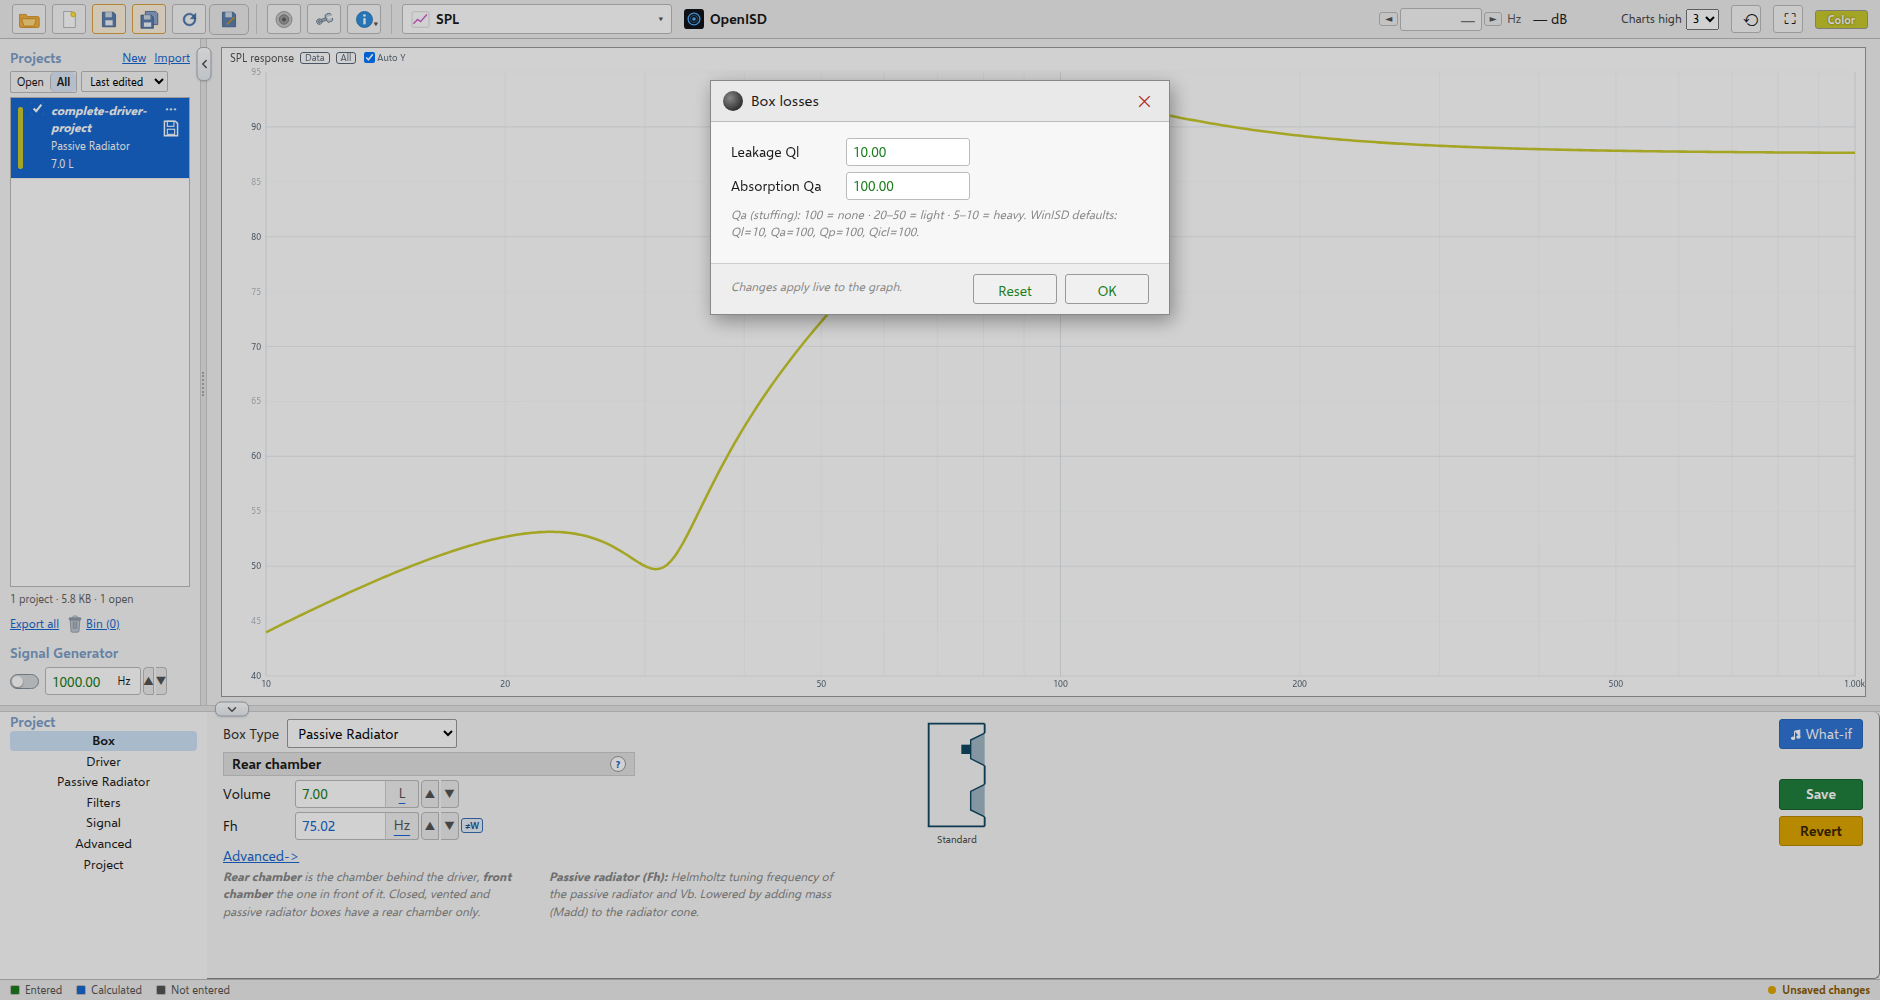 SPL
OpenISD
—
Hz
— dB
Charts high
3
Color
Projects
New
Import
Open
All
Last edited
complete-driver-
project
Passive Radiator
7.0 L
...
1 project · 5.8 KB · 1 open
Export all
Bin (0)
Signal Generator
1000.00 Hz
SPL response
Data
All
Auto Y
95
90
85
80
75
70
65
60
55
50
45
40
10
20
50
100
200
500
1.00k
Box losses
Leakage Ql
10.00
Absorption Qa
100.00
Qa (stuffing): 100 = none · 20–50 = light · 5–10 = heavy. WinISD defaults:
Ql=10, Qa=100, Qp=100, Qicl=100.
Changes apply live to the graph.
Reset
OK
Project
Box
Driver
Passive Radiator
Filters
Signal
Advanced
Project
Box Type
Passive Radiator
Rear chamber
?
Volume
7.00
L
Fh
75.02
Hz
≠W
Advanced->
Rear chamber is the chamber behind the driver, front
chamber the one in front of it. Closed, vented and
passive radiator boxes have a rear chamber only.
Passive radiator (Fh): Helmholtz tuning frequency of
the passive radiator and Vb. Lowered by adding mass
(Madd) to the radiator cone.
Standard
What-if
Save
Revert
Entered
Calculated
Not entered
Unsaved changes